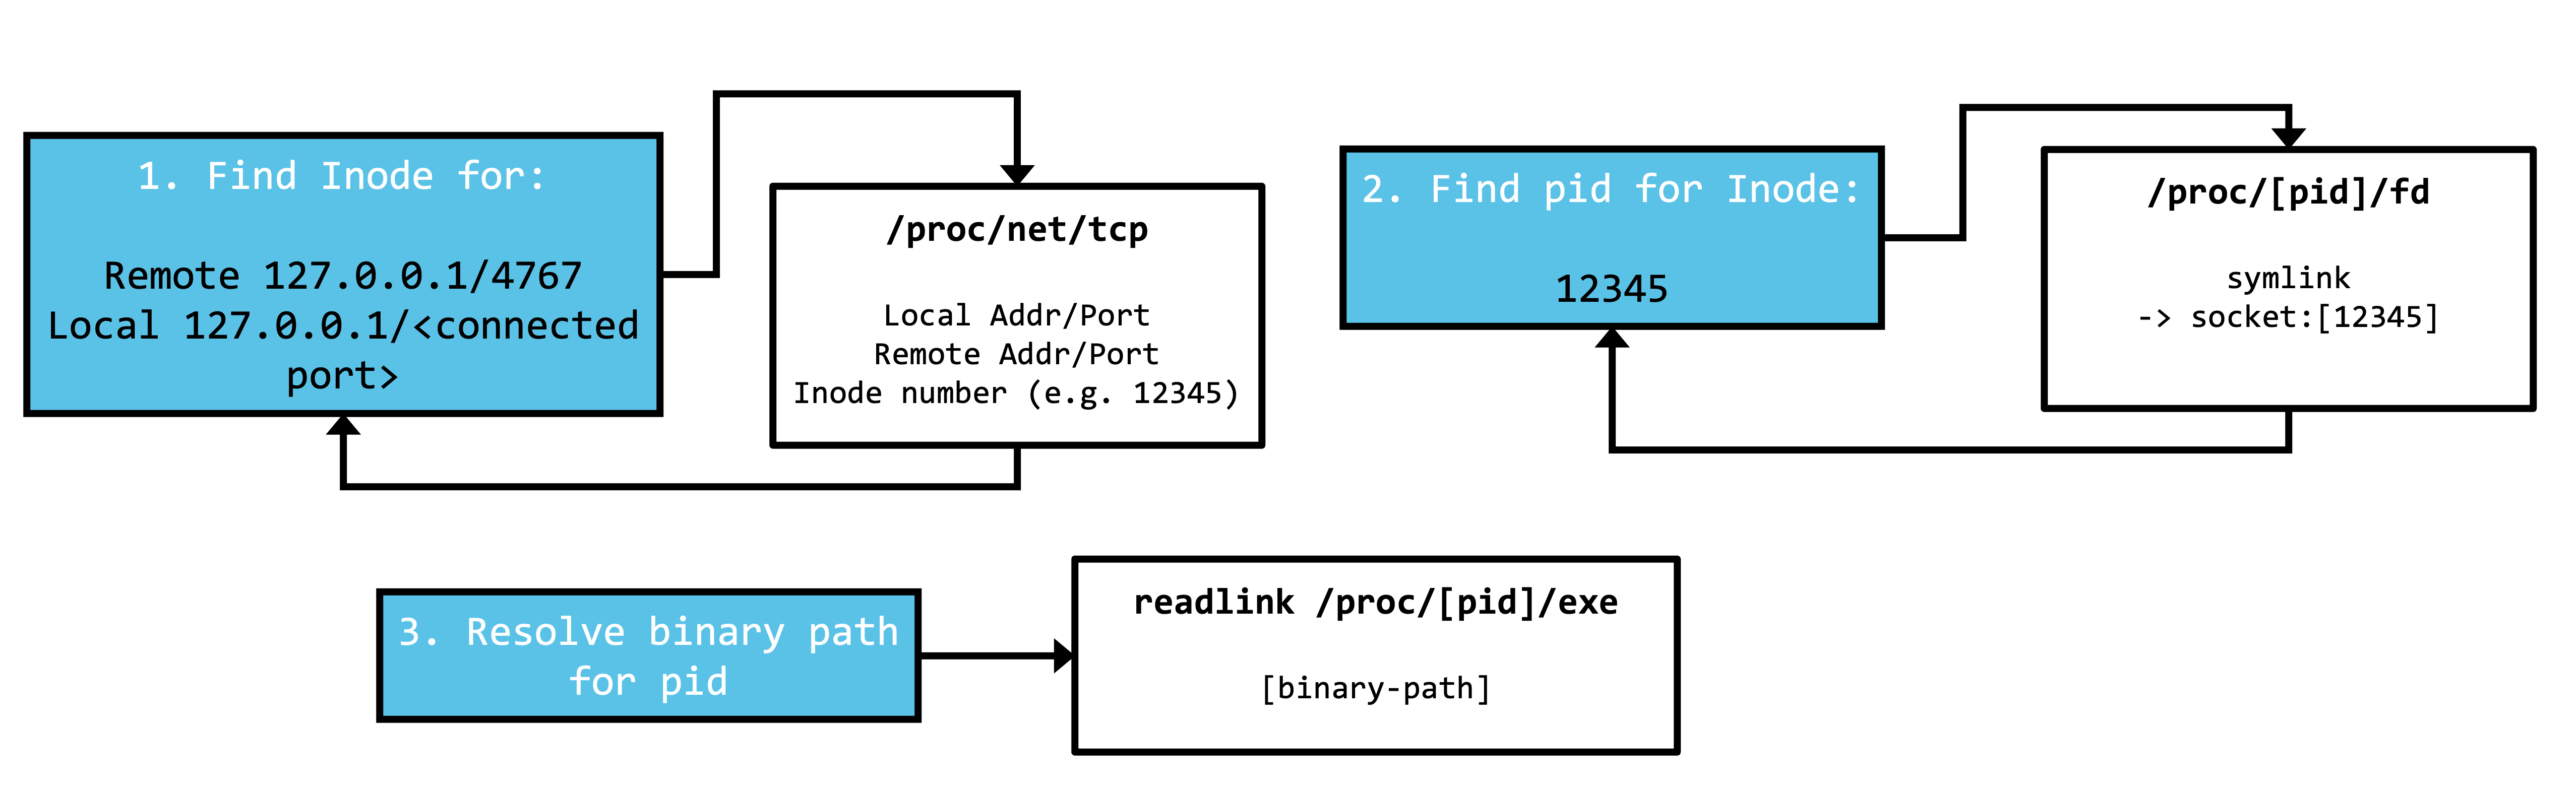 1. Find Inode for:
Remote 127.0.0.1/4767
Local 127.0.0.1/<connected
port>
/proc/net/tcp
Local Addr/Port
Remote Addr/Port
Inode number (e.g. 12345)
2. Find pid for Inode:
12345
/proc/[pid]/fd
symlink
-> socket:[12345]
3. Resolve binary path
for pid
readlink /proc/[pid]/exe
[binary-path]